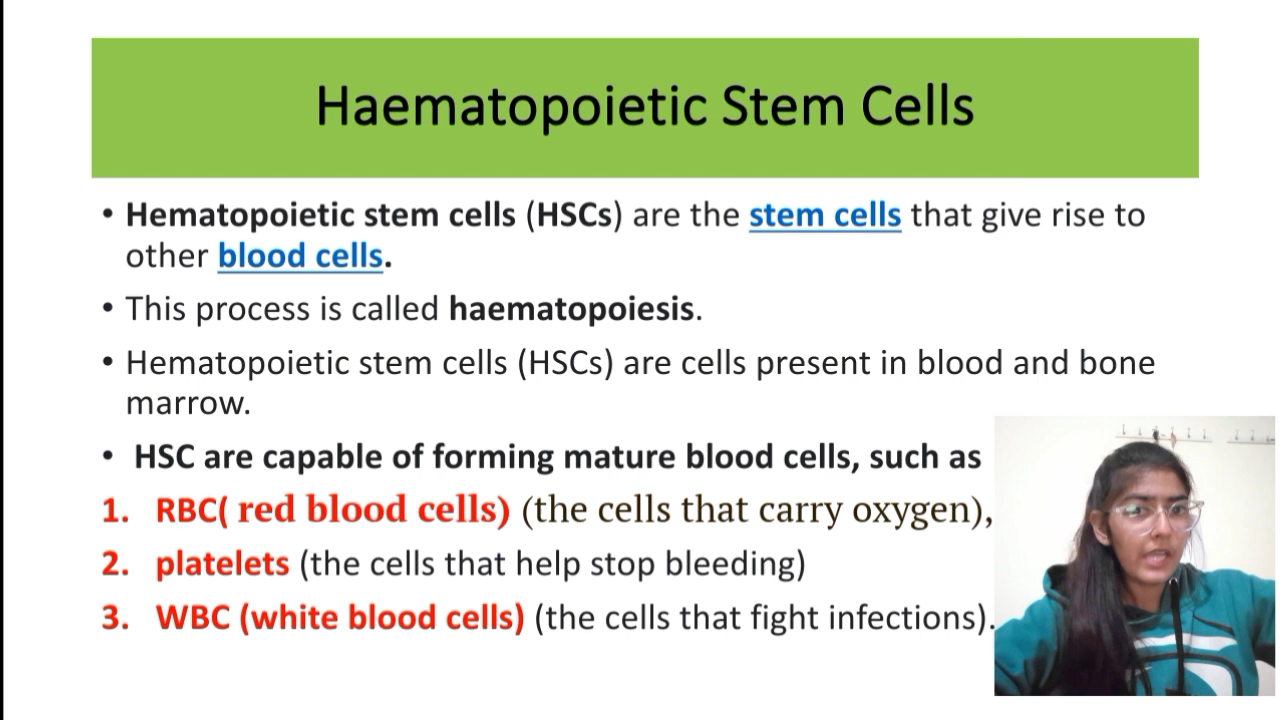 Haematopoietic Stem Cells
• Hematopoietic stem cells (HSCs) are the stem cells that give rise to
other blood cells.
• This process is called haematopoiesis.
• Hematopoietic stem cells (HSCs) are cells present in blood and bone
marrow.
• HSC are capable of forming mature blood cells, such as
1. RBC( red blood cells) (the cells that carry oxygen),
2. platelets (the cells that help stop bleeding)
3. WBC (white blood cells) (the cells that fight infections).